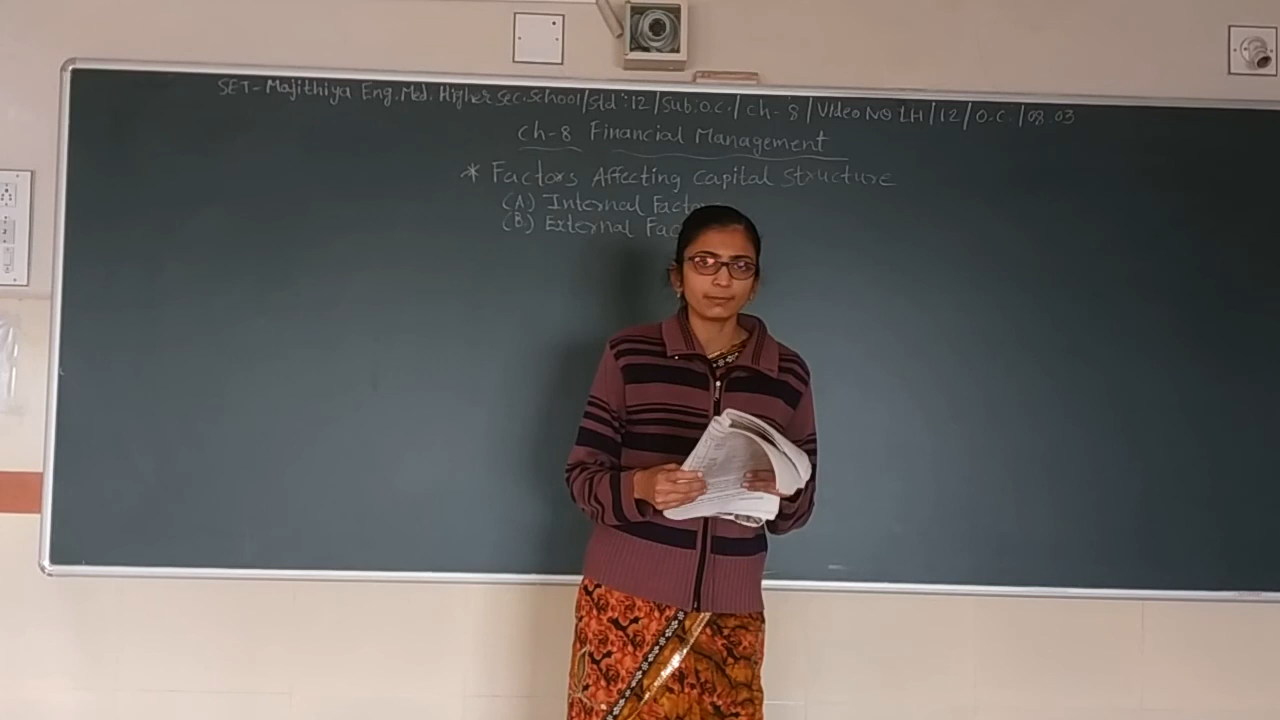 SET-Majithiya Eng.Med. Higher Sec.School/Std:12/Sub:O.C./ch-8/Video No LH/12/O.C./08.03
Ch-8 Financial Management
* Factors Affecting Capital Structure
(A) Internal
(B) External